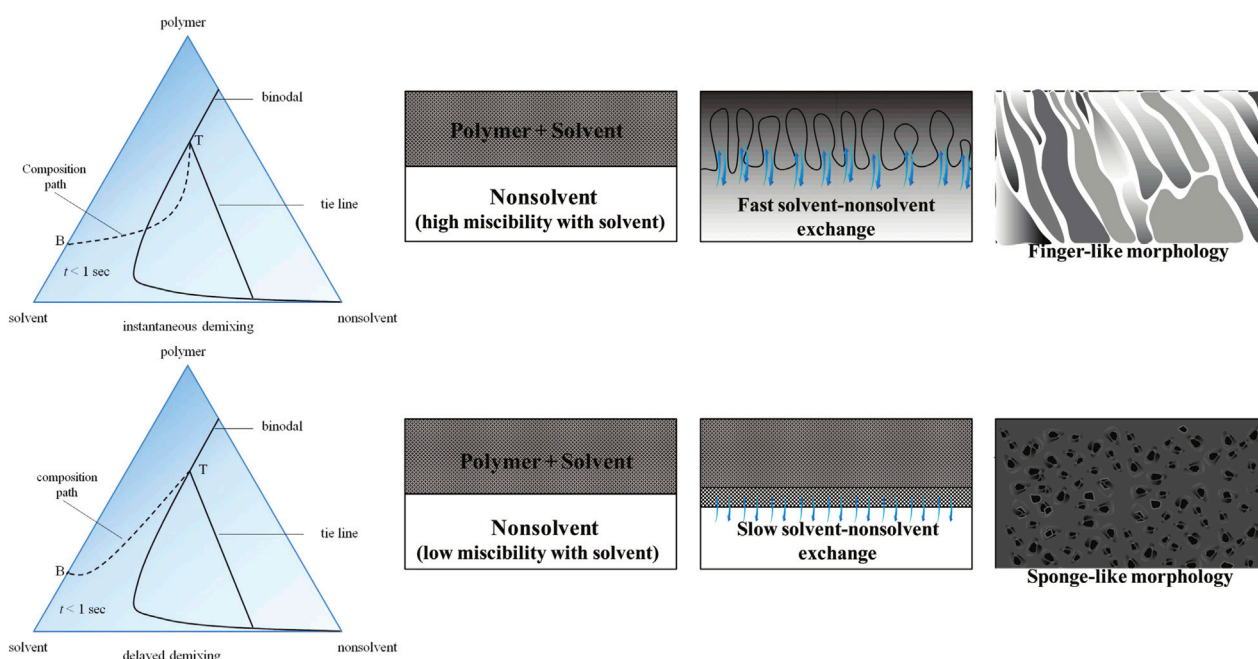 polymer
binodal
T
Composition
path
tie line
B
t < 1 sec
solvent
nonsolvent
instantaneous demixing
Polymer + Solvent
Nonsolvent
(high miscibility with solvent)
Fast solvent-nonsolvent
exchange
Finger-like morphology
polymer
binodal
T
composition
path
tie line
B
t < 1 sec
solvent
nonsolvent
delayed demixing
Polymer + Solvent
Nonsolvent
(low miscibility with solvent)
Slow solvent-nonsolvent
exchange
Sponge-like morphology